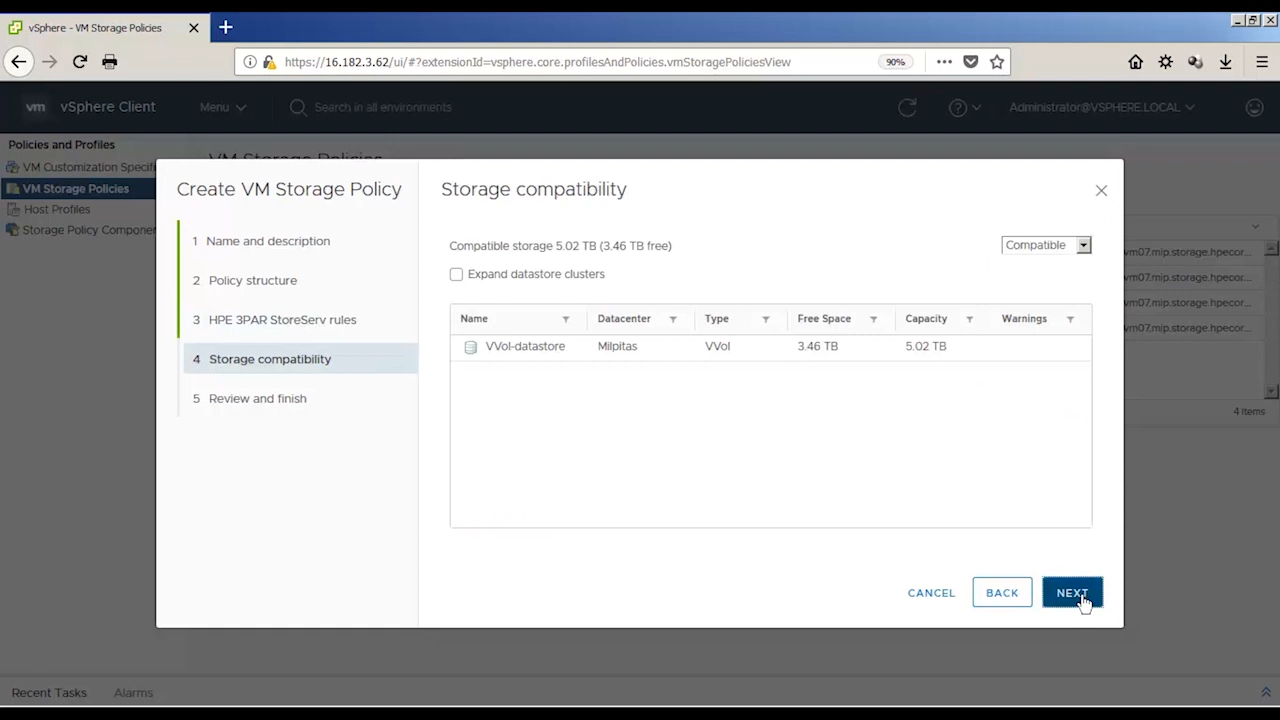 vSphere - VM Storage Policies
https://16.182.3.62/ui/#?extensionId=vsphere.core.profilesAndPolicies.vmStoragePoliciesView
90%
vm vSphere Client Menu Search in all environments Administrator@VSPHERE.LOCAL
Policies and Profiles
VM Customization Specifi
VM Storage Policies
Host Profiles
Storage Policy Componen
VM Storage Policies
Create VM Storage Policy
1 Name and description
2 Policy structure
3 HPE 3PAR StoreServ rules
4 Storage compatibility
5 Review and finish
Storage compatibility
Compatible storage 5.02 TB (3.46 TB free)
Compatible
Expand datastore clusters
Name Datacenter Type Free Space Capacity Warnings
VVol-datastore Milpitas VVol 3.46 TB 5.02 TB
CANCEL BACK NEXT
vm07.mip.storage.hpecor...
vm07.mip.storage.hpecor...
vm07.mip.storage.hpecor...
vm07.mip.storage.hpecor...
4 items
Recent Tasks Alarms